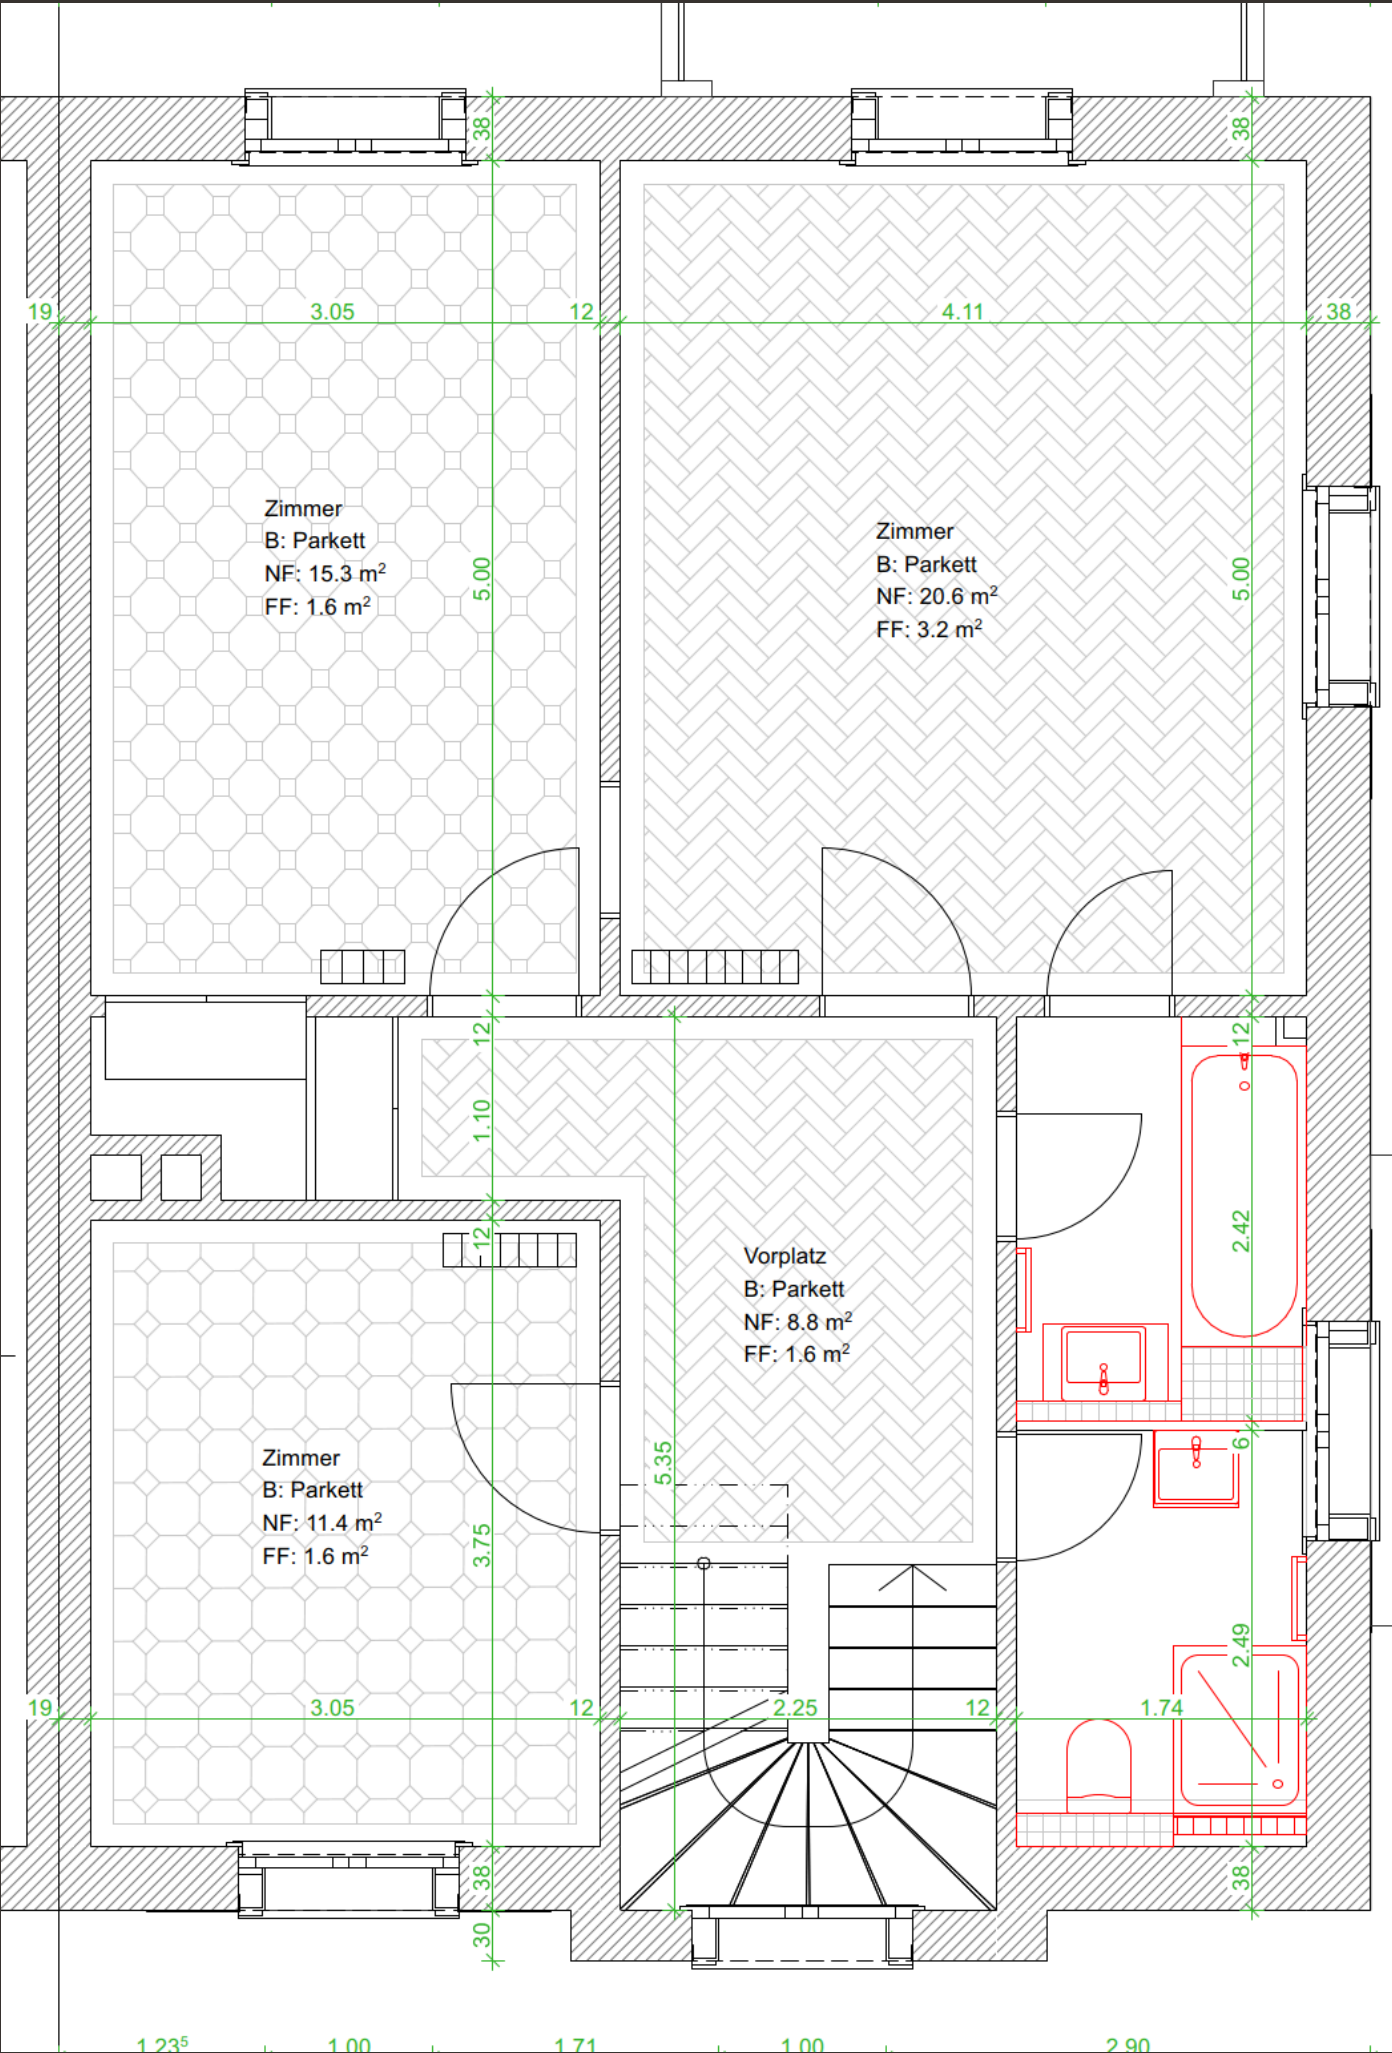 38
38
19
3.05
12
4.11
38
Zimmer
B: Parkett
NF: 15.3 m²
FF: 1.6 m²
5.00
Zimmer
B: Parkett
NF: 20.6 m²
FF: 3.2 m²
5.00
12
12
1.10
2.42
12
Vorplatz
B: Parkett
NF: 8.8 m²
FF: 1.6 m²
Zimmer
B: Parkett
NF: 11.4 m²
FF: 1.6 m²
5.35
6
3.75
2.49
19
3.05
12
2.25
12
1.74
38
38
30
1.23⁵
1.00
1.71
1.00
2.90